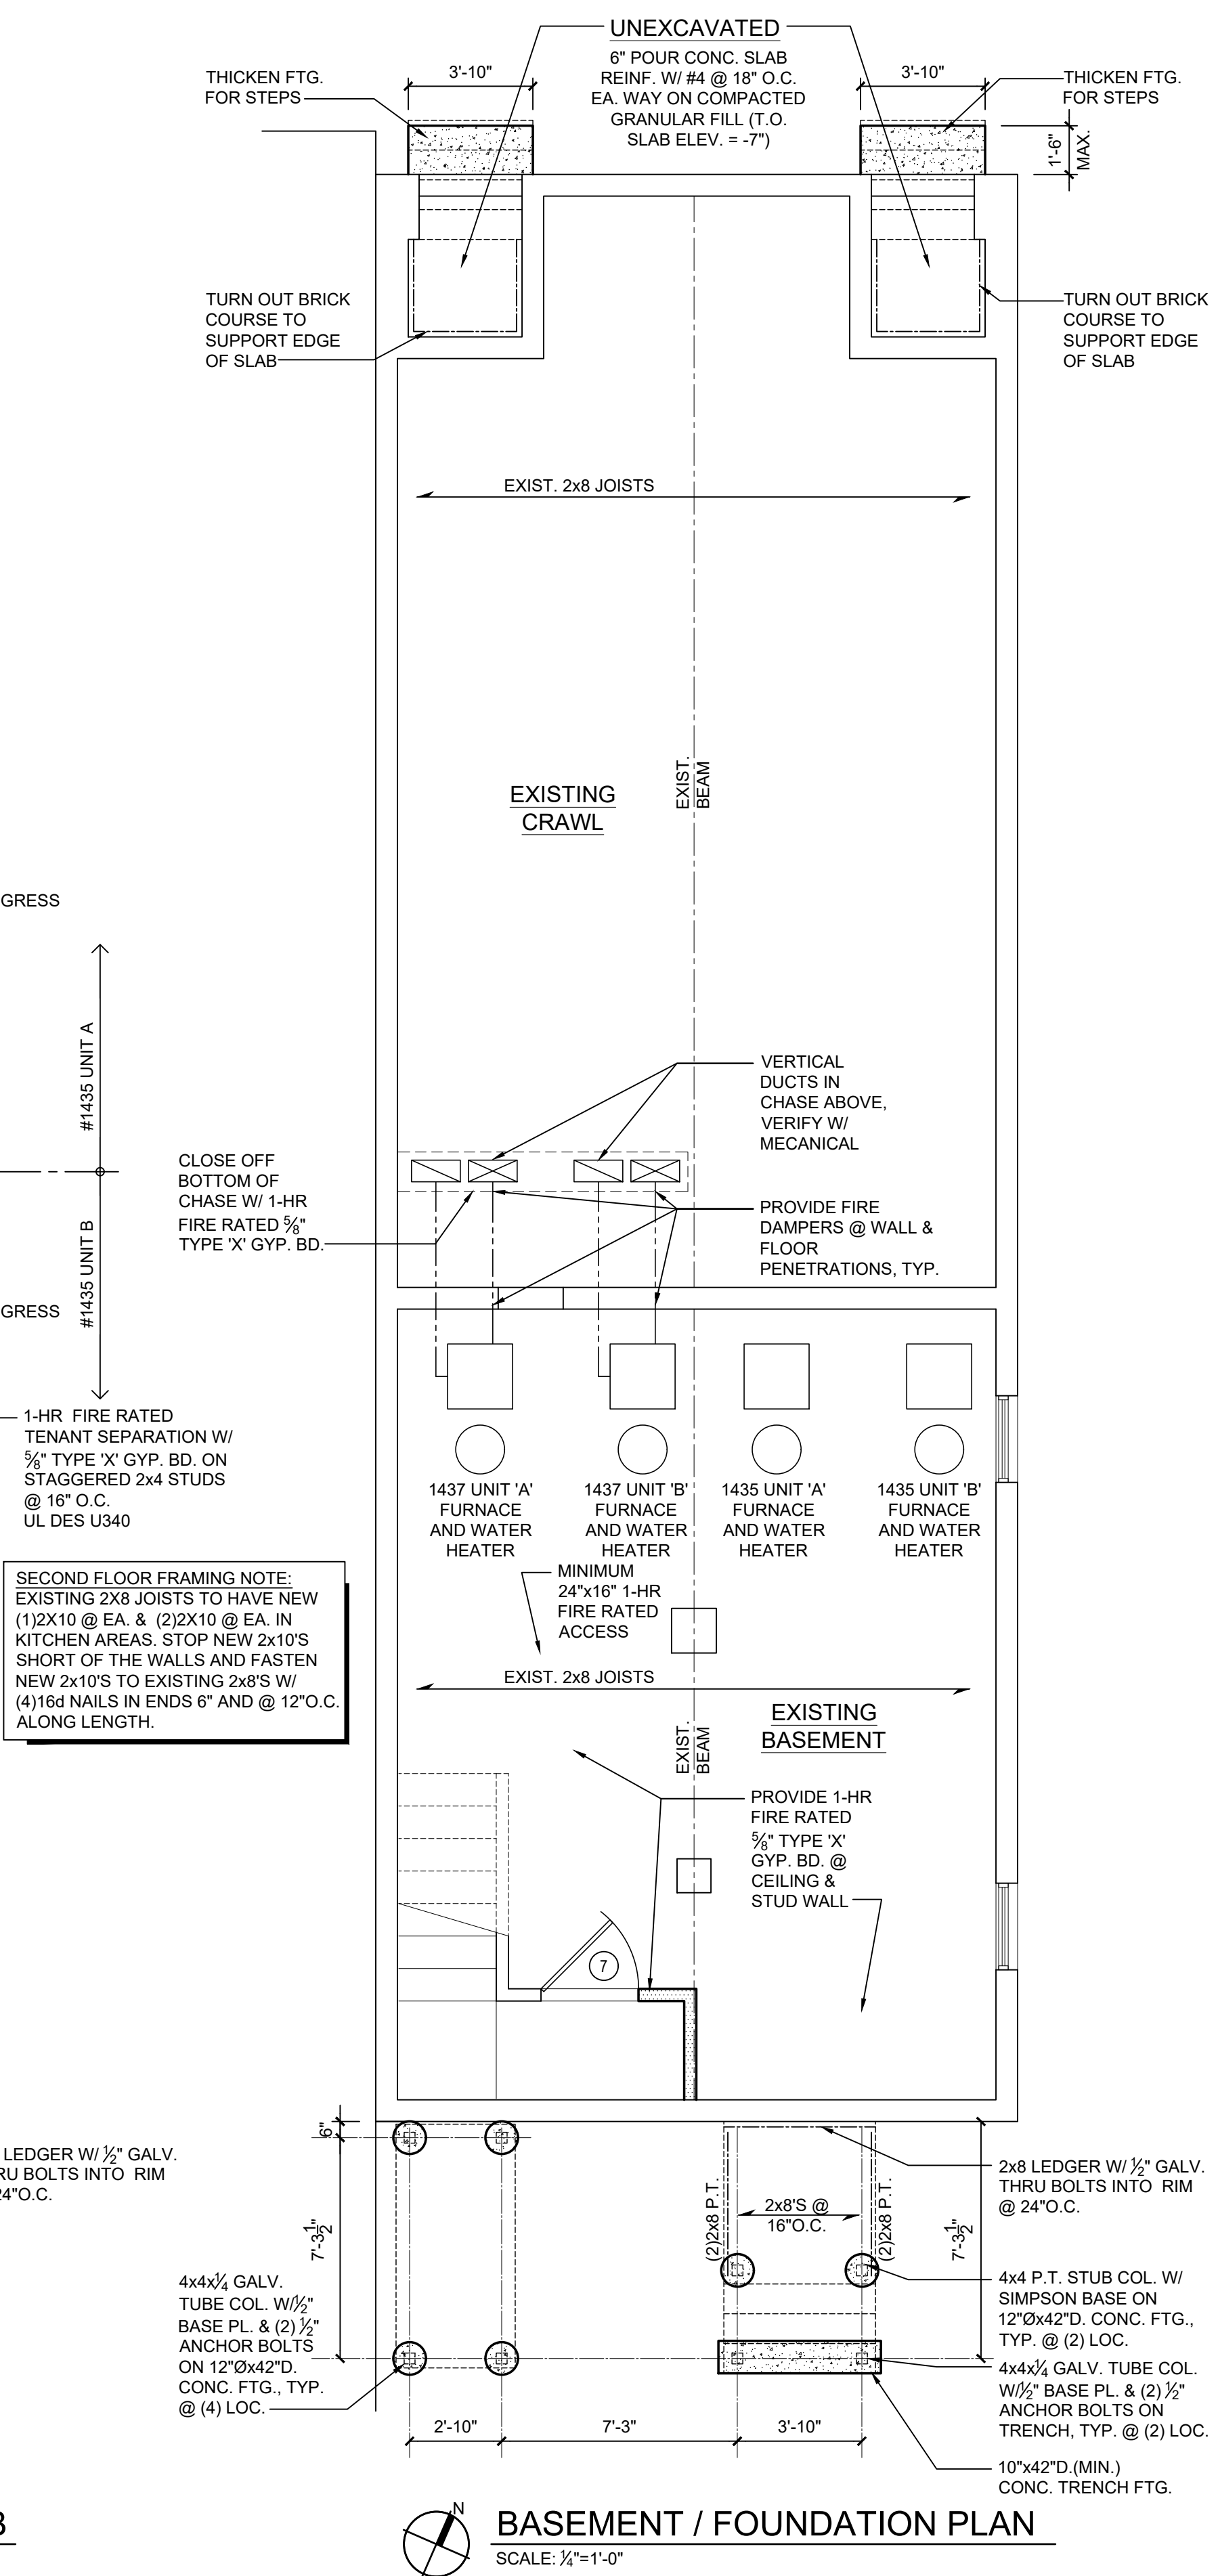 UNEXCAVATED
6" POUR CONC. SLAB
REINF. W/ #4 @ 18" O.C.
EA. WAY ON COMPACTED
GRANULAR FILL (T.O.
SLAB ELEV. = -7")
THICKEN FTG.
FOR STEPS
3'-10"
3'-10"
THICKEN FTG.
FOR STEPS
1'-6"
MAX.
TURN OUT BRICK
COURSE TO
SUPPORT EDGE
OF SLAB
TURN OUT BRICK
COURSE TO
SUPPORT EDGE
OF SLAB
EXIST. 2x8 JOISTS
EXISTING
CRAWL
EXIST.
BEAM
GRESS
#1435 UNIT A
#1435 UNIT B
GRESS
VERTICAL
DUCTS IN
CHASE ABOVE,
VERIFY W/
MECANICAL
CLOSE OFF
BOTTOM OF
CHASE W/ 1-HR
FIRE RATED ⅝"
TYPE 'X' GYP. BD.
PROVIDE FIRE
DAMPERS @ WALL &
FLOOR
PENETRATIONS, TYP.
1-HR FIRE RATED
TENANT SEPARATION W/
⅝" TYPE 'X' GYP. BD. ON
STAGGERED 2x4 STUDS
@ 16" O.C.
UL DES U340
1437 UNIT 'A'
FURNACE
AND WATER
HEATER
1437 UNIT 'B'
FURNACE
AND WATER
HEATER
1435 UNIT 'A'
FURNACE
AND WATER
HEATER
1435 UNIT 'B'
FURNACE
AND WATER
HEATER
MINIMUM
24"x16" 1-HR
FIRE RATED
ACCESS
SECOND FLOOR FRAMING NOTE:
EXISTING 2X8 JOISTS TO HAVE NEW
(1)2X10 @ EA. & (2)2X10 @ EA. IN
KITCHEN AREAS. STOP NEW 2x10'S
SHORT OF THE WALLS AND FASTEN
NEW 2x10'S TO EXISTING 2x8'S W/
(4)16d NAILS IN ENDS 6" AND @ 12"O.C.
ALONG LENGTH.
EXIST. 2x8 JOISTS
EXISTING
BASEMENT
EXIST.
BEAM
PROVIDE 1-HR
FIRE RATED
⅝" TYPE 'X'
GYP. BD. @
CEILING &
STUD WALL
7
6"
7'-3½"
LEDGER W/ ½" GALV.
RU BOLTS INTO RIM
24"O.C.
(2)2x8 P.T.
2x8'S @
16"O.C.
(2)2x8 P.T.
7'-3½"
2x8 LEDGER W/ ½" GALV.
THRU BOLTS INTO RIM
@ 24"O.C.
4x4x¼ GALV.
TUBE COL. W/½"
BASE PL. & (2) ½"
ANCHOR BOLTS
ON 12"Øx42"D.
CONC. FTG., TYP.
@ (4) LOC.
4x4 P.T. STUB COL. W/
SIMPSON BASE ON
12"Øx42"D. CONC. FTG.,
TYP. @ (2) LOC.
4x4x¼ GALV. TUBE COL.
W/½" BASE PL. & (2) ½"
ANCHOR BOLTS ON
TRENCH, TYP. @ (2) LOC.
10"x42"D.(MIN.)
CONC. TRENCH FTG.
2'-10"
7'-3"
3'-10"
N
BASEMENT / FOUNDATION PLAN
SCALE: ¼"=1'-0"